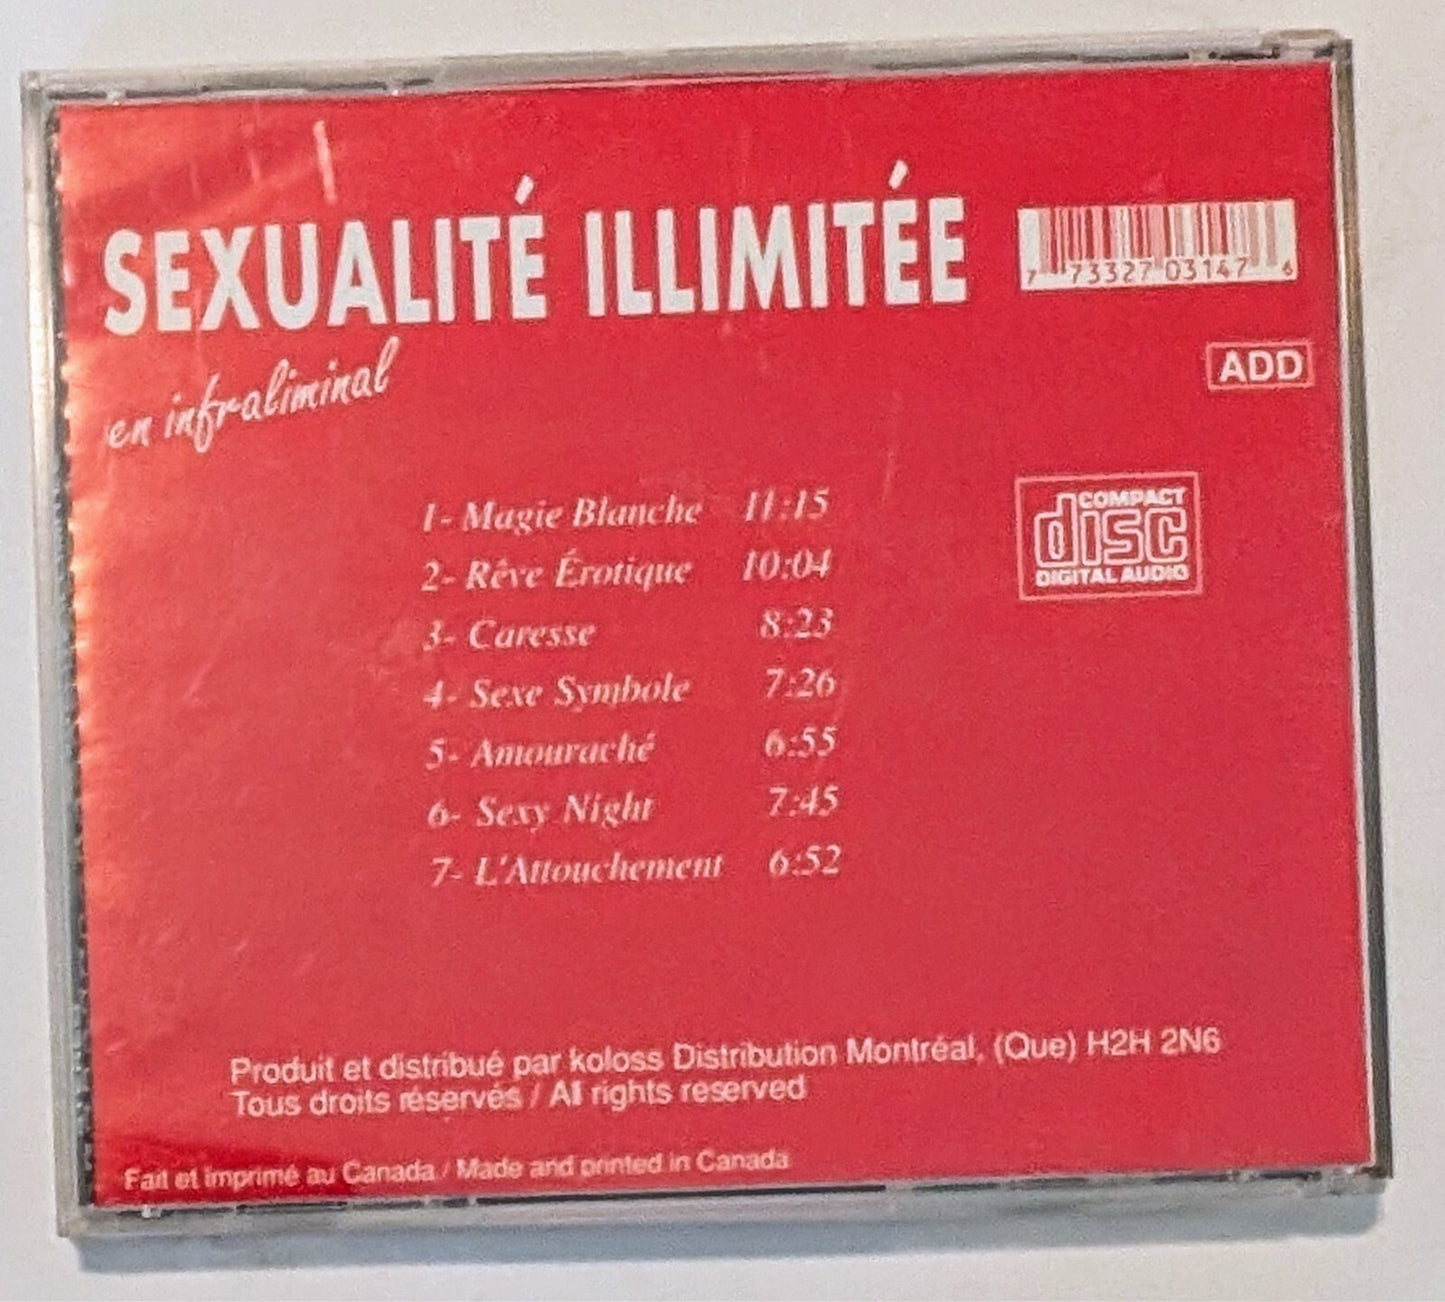 SEXUALITÉ ILLIMITÉE
en infraliminal
7 73327 03147 6
ADD
COMPACT
disc
DIGITAL AUDIO
1- Magie Blanche 11:15
2- Rêve Érotique 10:04
3- Caresse 8:23
4- Sexe Symbole 7:26
5- Amouraché 6:55
6- Sexy Night 7:45
7- L'Attouchement 6:52
Produit et distribué par koloss Distribution Montréal, (Que) H2H 2N6
Tous droits réservés / All rights reserved
Fait et imprimé au Canada / Made and printed in Canada